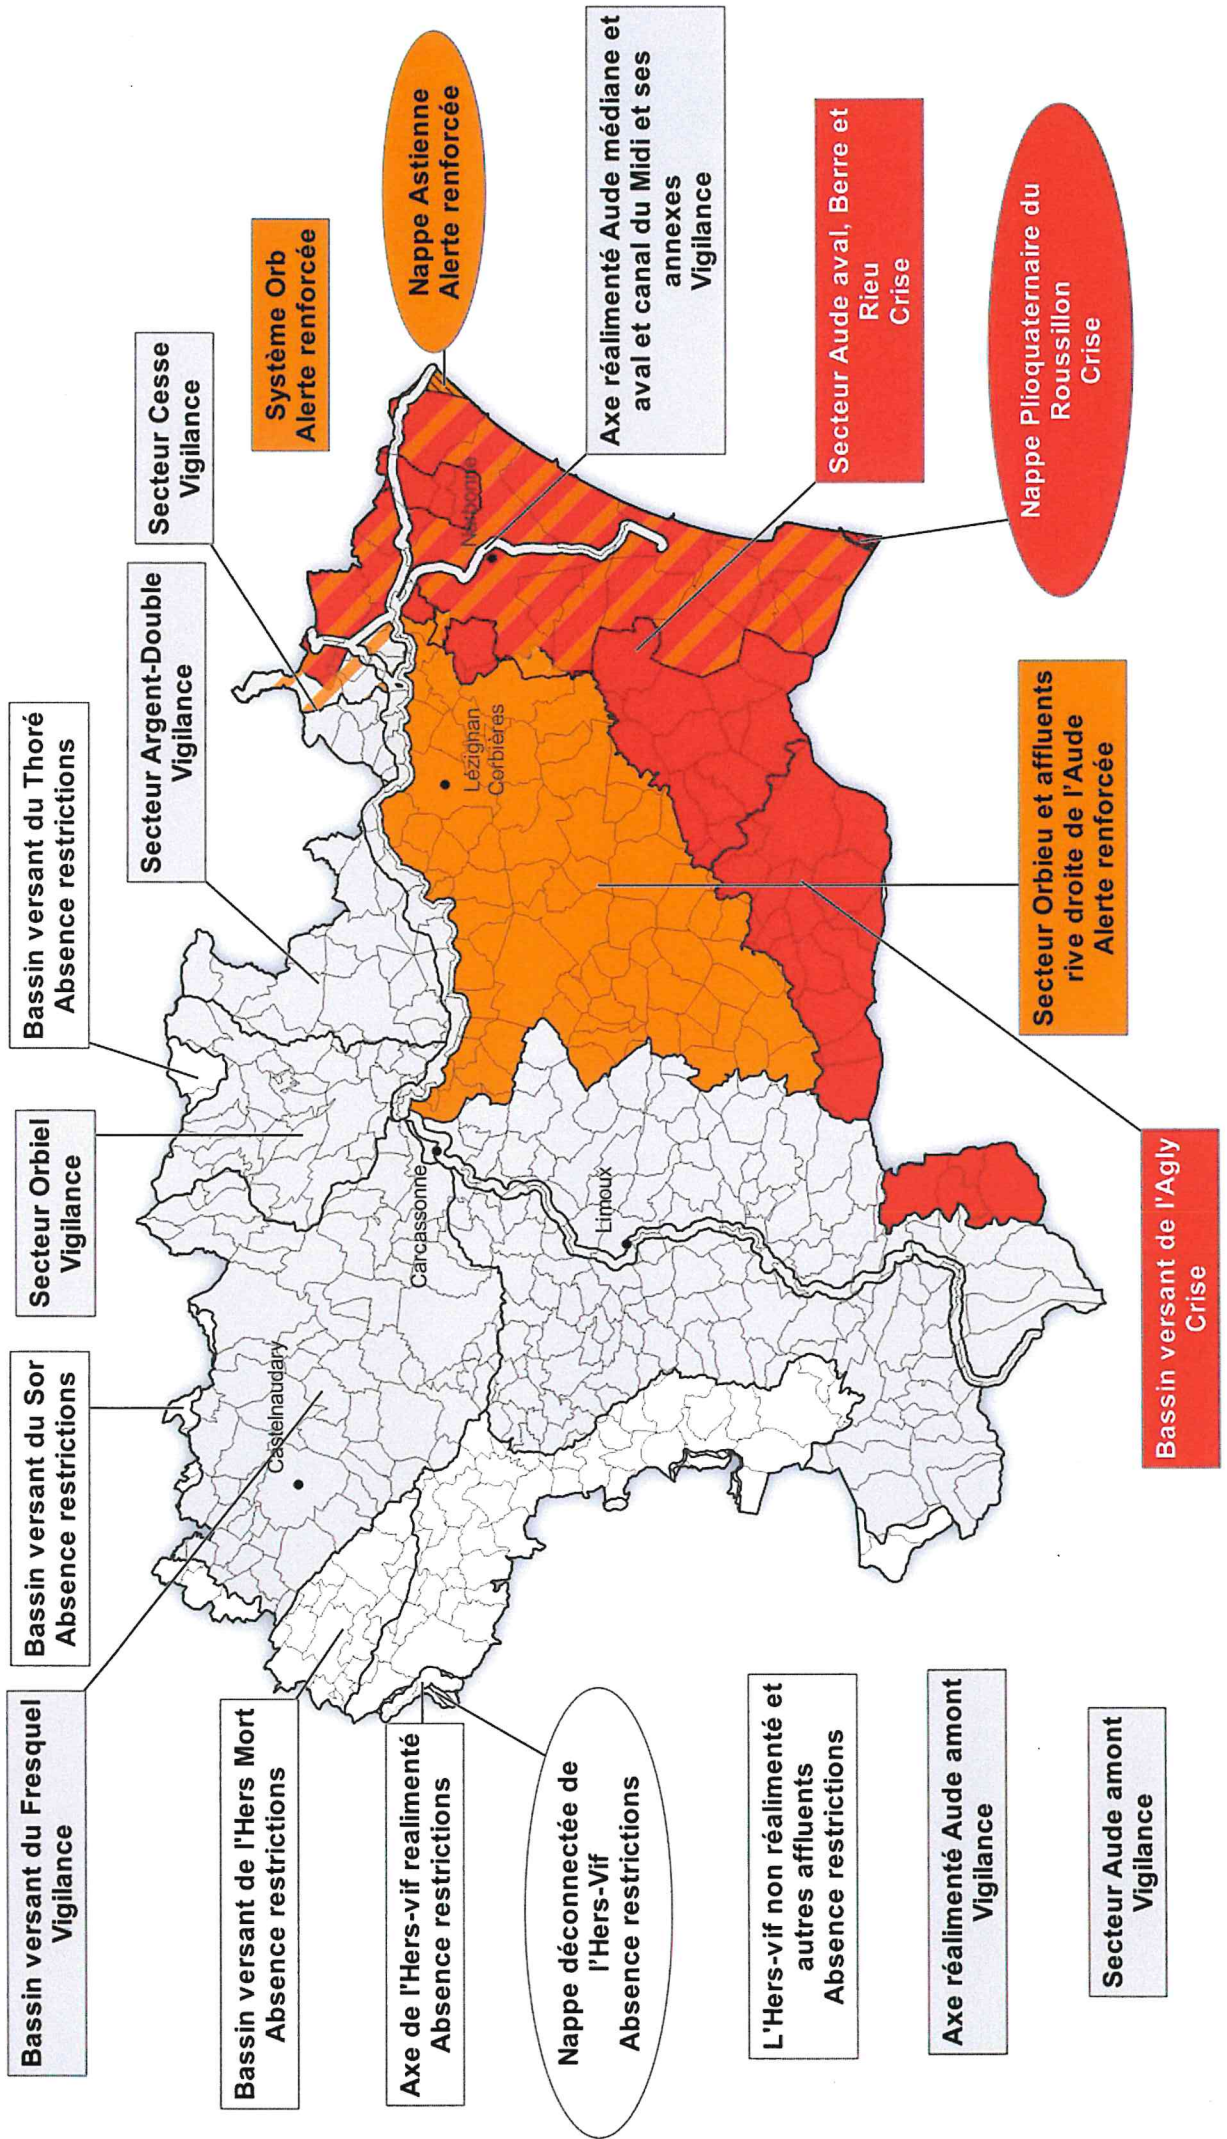 Bassin versant du Fresquel
Vigilance
Bassin versant du Sor
Absence restrictions
Secteur Orbiel
Vigilance
Bassin versant du Thoré
Absence restrictions
Secteur Argent-Double
Vigilance
Secteur Cesse
Vigilance
Système Orb
Alerte renforcée
Nappe Astienne
Alerte renforcée
Axe réalimenté Aude médiane et
aval et canal du Midi et ses
annexes
Vigilance
Secteur Aude aval, Berre et
Rieu
Crise
Nappe Plioquaternaire du
Roussillon
Crise
Secteur Orbieu et affluents
rive droite de l'Aude
Alerte renforcée
Bassin versant de l'Agly
Crise
Bassin versant de l'Hers Mort
Absence restrictions
Axe de l'Hers-vif realimenté
Absence restrictions
Nappe déconnectée de
l'Hers-Vif
Absence restrictions
L'Hers-vif non réalimenté et
autres affluents
Absence restrictions
Axe réalimenté Aude amont
Vigilance
Secteur Aude amont
Vigilance
Castelnaudary
Carcassonne
Limoux
Lézignan
Corbières
Narbonne